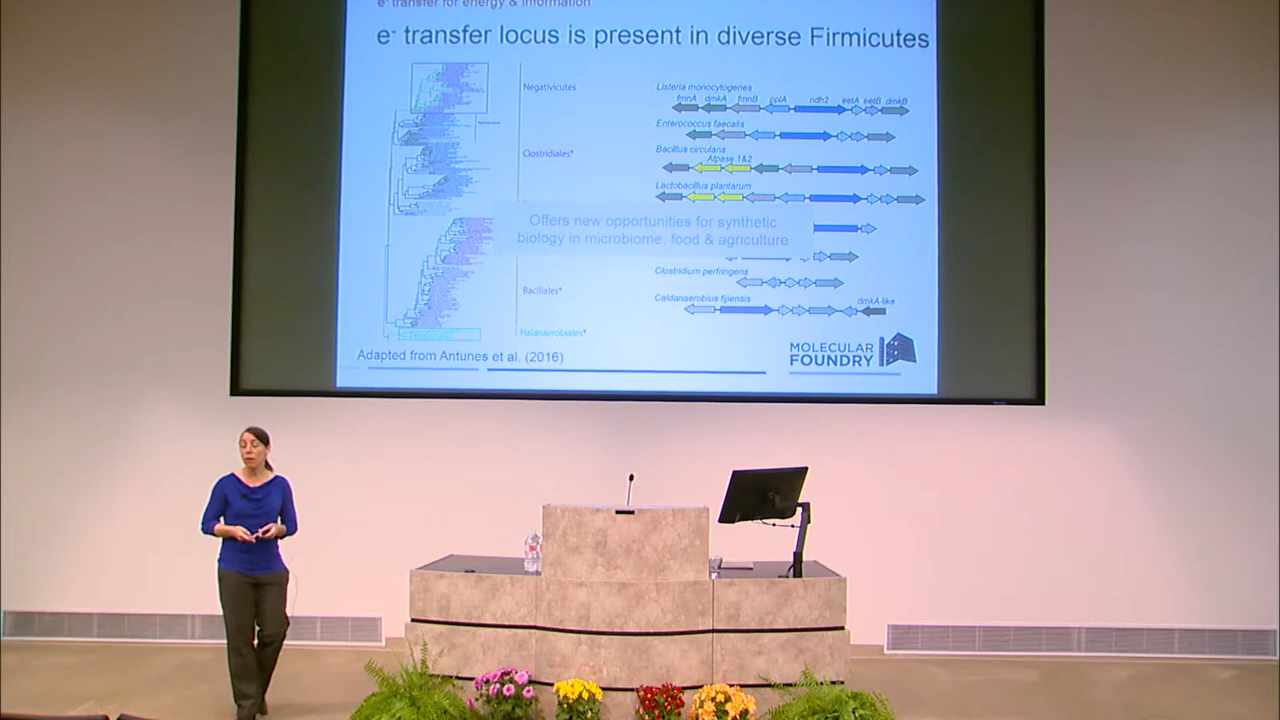 e- transfer for energy & information
e- transfer locus is present in diverse Firmicutes
Negativicutes
Clostridiales*
Bacillales*
Halanaerobiales*
Listeria monocytogenes
fmnA dmkA fmnB pplA ndh2 eetA eetB dmkB
Enterococcus faecalis
Bacillus circulans
Atpase 1&2
Lactobacillus plantarum
Offers new opportunities for synthetic
biology in microbiome, food & agriculture
Clostridium perfringens
Caldanaerobius fijiensis
dmkA-like
Adapted from Antunes et al. (2016)
MOLECULAR
FOUNDRY